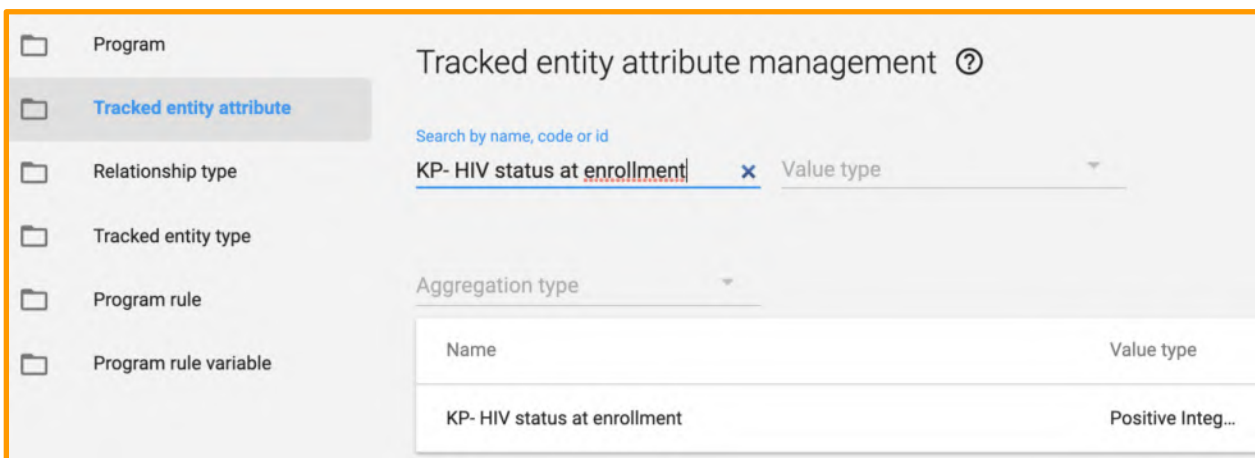 Program
Tracked entity attribute
Relationship type
Tracked entity type
Program rule
Program rule variable
Tracked entity attribute management ?
Search by name, code or id
KP- HIV status at enrollment
Value type
Aggregation type
Name Value type
KP- HIV status at enrollment Positive Integ...